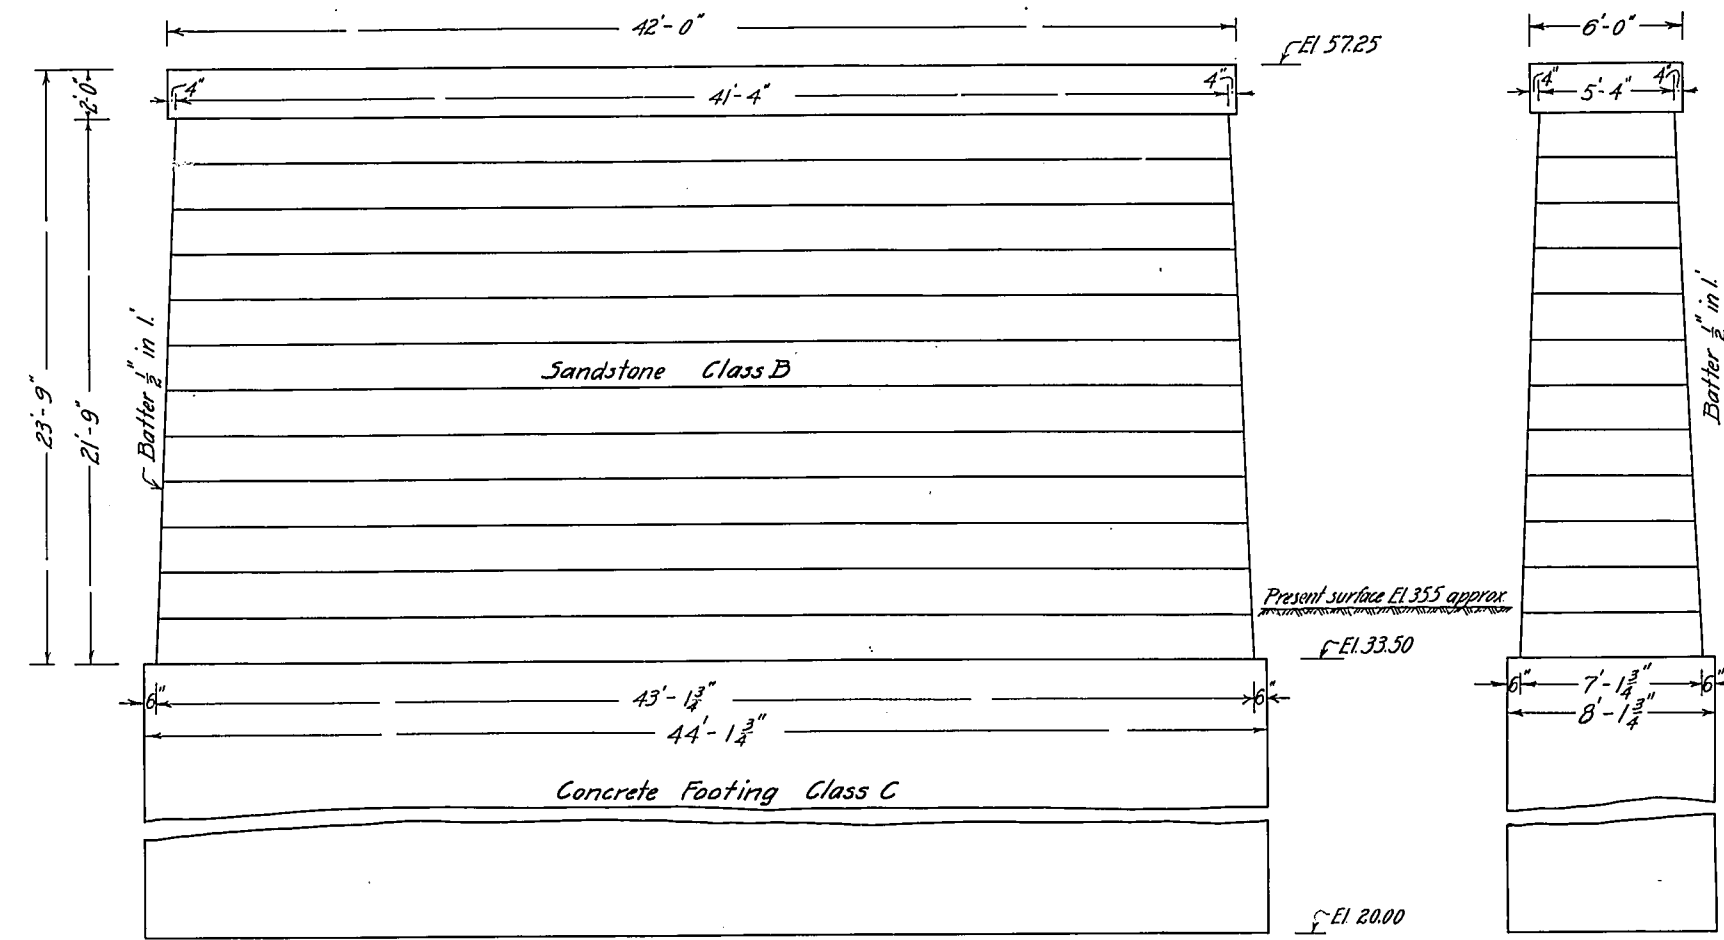 42'-0"
6'-0"
El 57.25
2'-0"
4"
41'-4"
4"
4"
5'-4"
4"
Batter 1/2" in 1'.
Batter 1/2" in 1'.
Sandstone Class B
23'-9"
21'-9"
Present surface El 35.5 approx.
El. 33.50
6"
43'-1 3/4"
6"
6"
7'-1 3/4"
6"
44'-1 3/4"
8'-1 3/4"
Concrete Footing Class C
El. 20.00